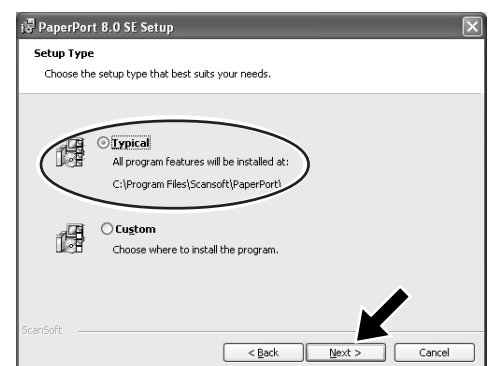 PaperPort 8.0 SE Setup
Setup Type
Choose the setup type that best suits your needs.
Typical
All program features will be installed at:
C:\Program Files\Scansoft\PaperPort\
Custom
Choose where to install the program.
ScanSoft
< Back
Next >
Cancel